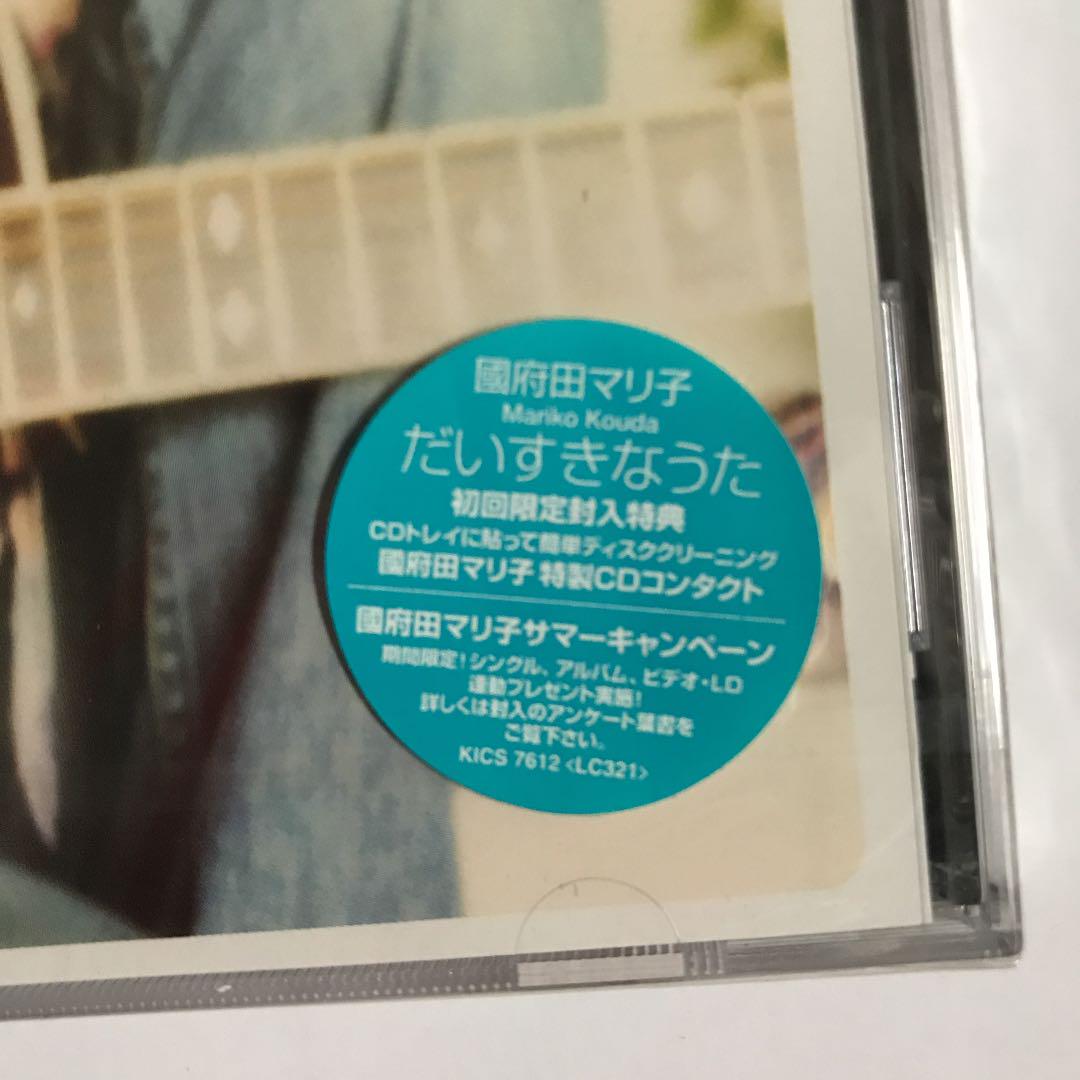 國府田マリ子
Mariko Kouda
だいすきなうた
初回限定封入特典
CDトレイに貼って簡単ディスククリーニング
國府田マリ子 特製CDコンタクト
國府田マリ子サマーキャンペーン
期間限定!シングル、アルバム、ビデオ・LD
連動プレゼント実施!
詳しくは封入のアンケート葉書を
ご覧下さい。
KICS 7612 <LC321>